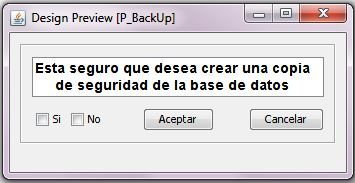 Design Preview [P_BackUp]
Esta seguro que desea crear una copia
de seguridad de la base de datos
Si No Aceptar Cancelar